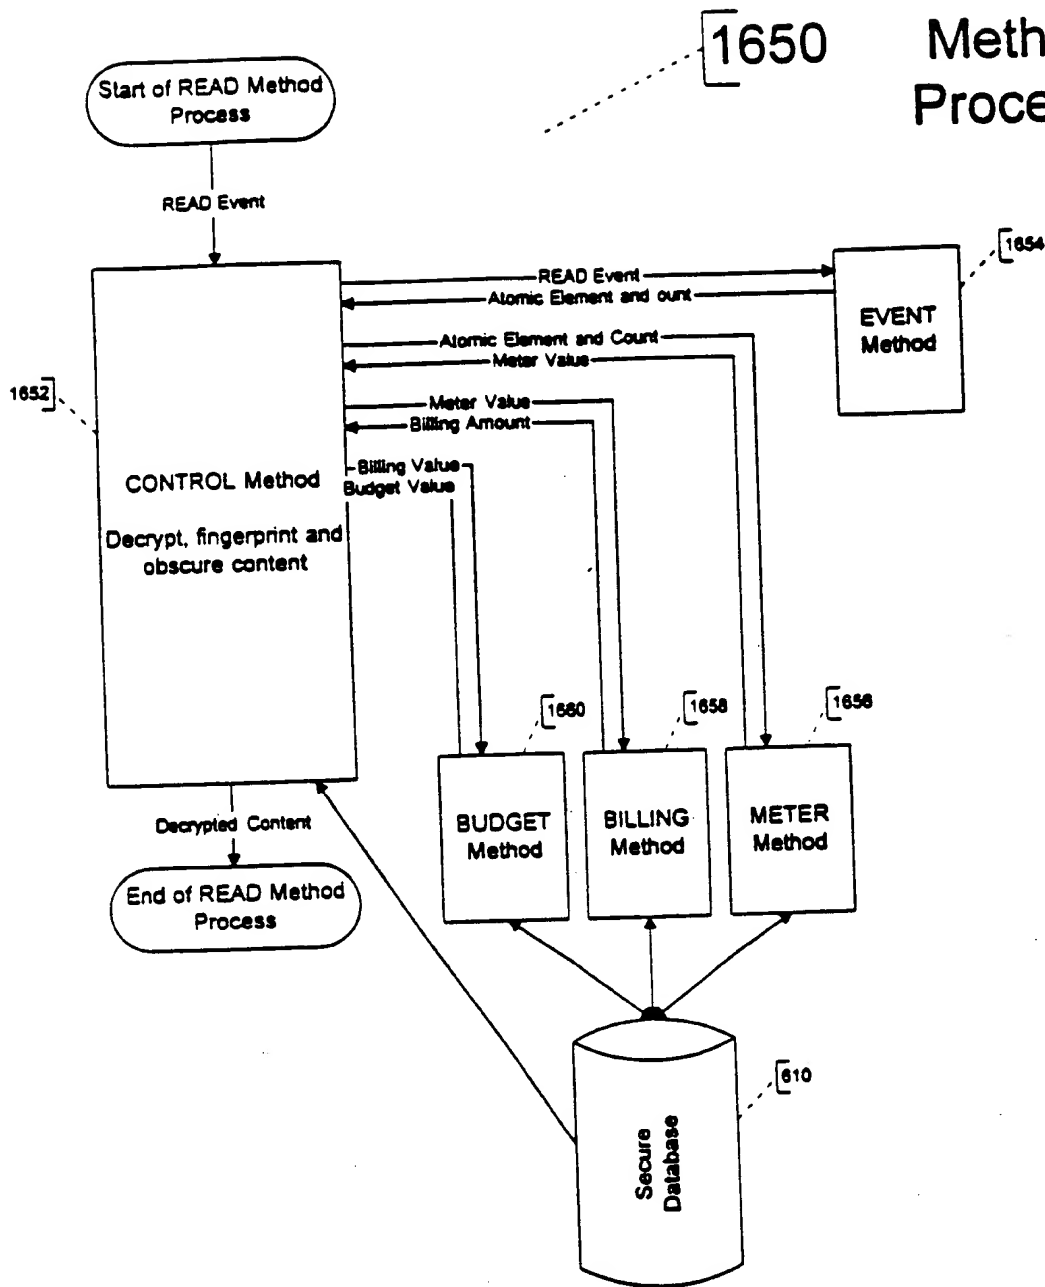 1650
Meth
Proce
Start of READ Method
Process
READ Event
1654
READ Event
Atomic Element and ount
EVENT
Method
Atomic Element and Count
Meter Value
1652
Meter Value
Billing Amount
Billing Value
Budget Value
CONTROL Method
Decrypt, fingerprint and
obscure content
1660
1658
1656
BUDGET
Method
BILLING
Method
METER
Method
Decrypted Content
End of READ Method
Process
610
Secure
Database